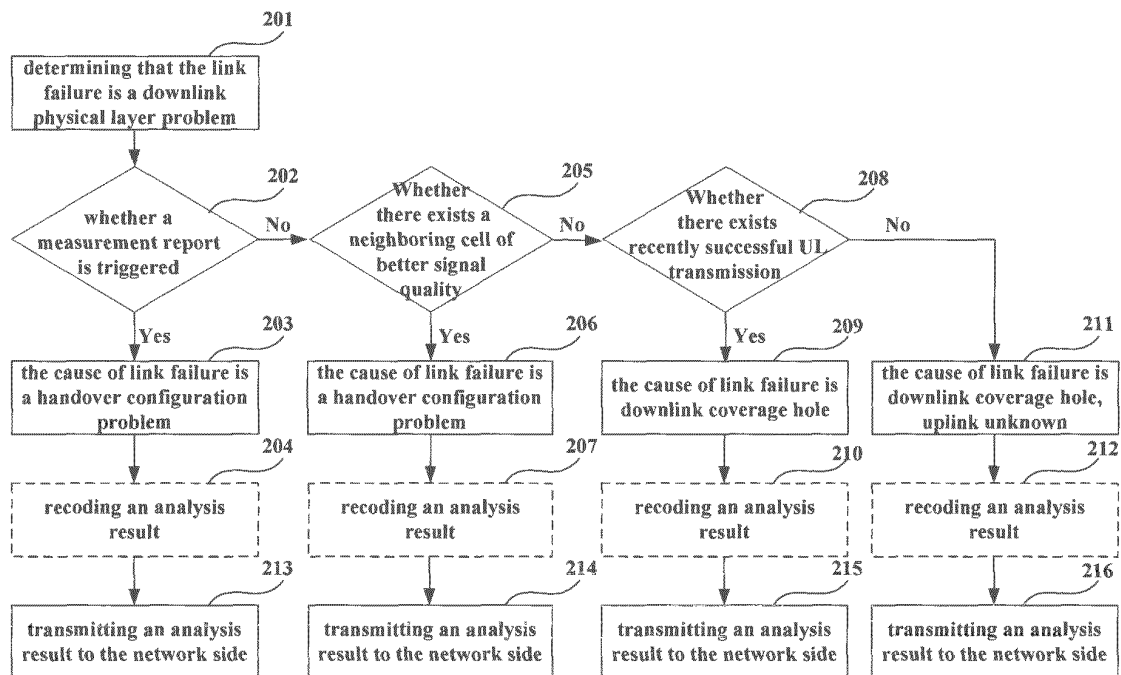 201
determining that the link
failure is a downlink
physical layer problem
202
whether a
measurement report
is triggered
No
205
Whether
there exists a
neighboring cell of
better signal
quality
No
208
Whether
there exists
recently successful UL
transmission
No
Yes
203
the cause of link failure is
a handover configuration
problem
Yes
206
the cause of link failure is
a handover configuration
problem
Yes
209
the cause of link failure is
downlink coverage hole
211
the cause of link failure is
downlink coverage hole,
uplink unknown
204
recoding an analysis
result
207
recoding an analysis
result
210
recoding an analysis
result
212
recoding an analysis
result
213
transmitting an analysis
result to the network side
214
transmitting an analysis
result to the network side
215
transmitting an analysis
result to the network side
216
transmitting an analysis
result to the network side